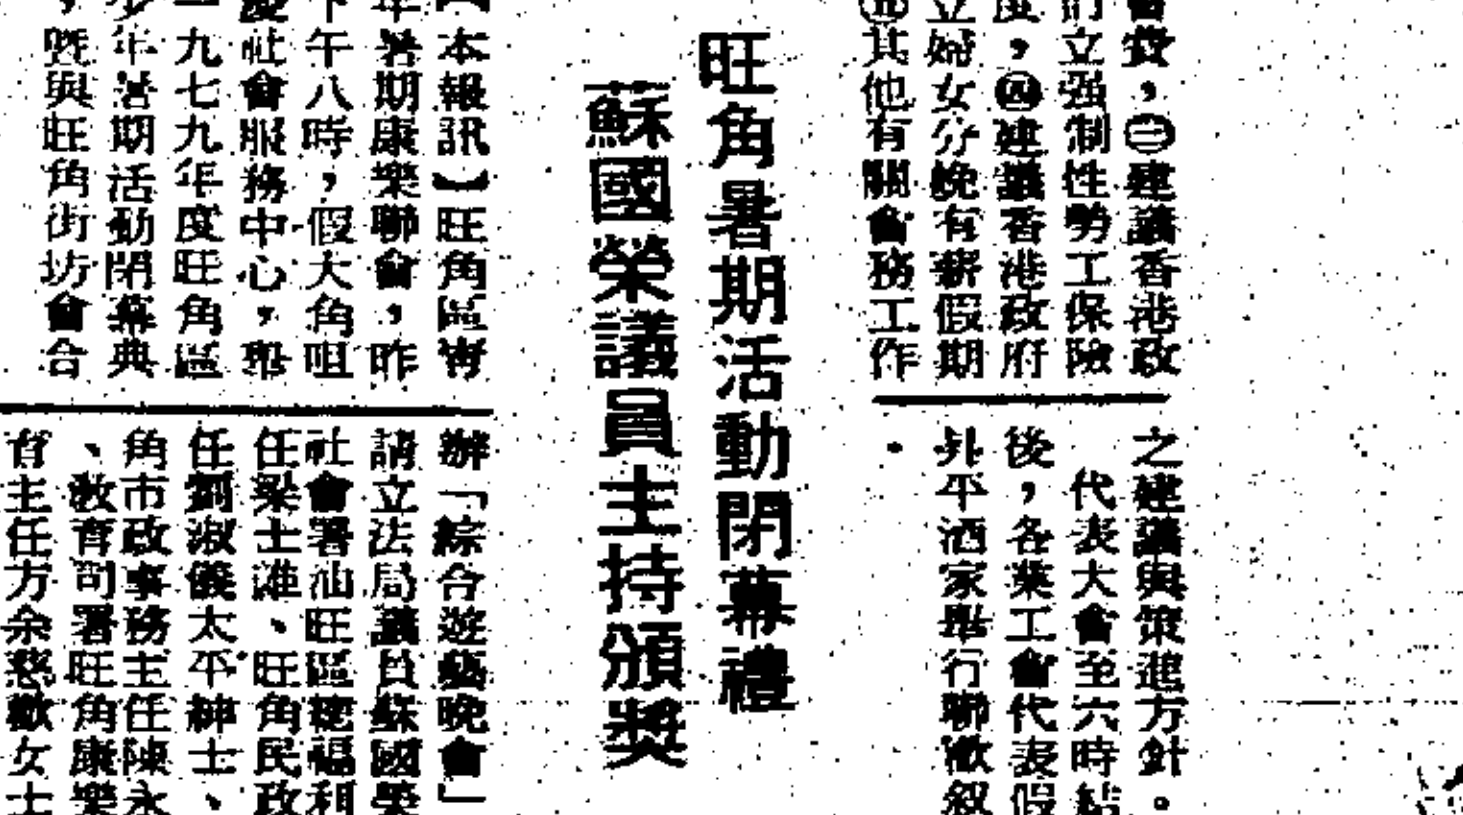 會費，㊂建議香港政
們立强制性勞工保險
度，㊃建議香港政府
立婦女分娩有薪假期
㊄其他有關會務工作
之建議與策進方針。
代表大會至六時結
後，各業工會代表假
平酒家舉行聯歡叙
。
旺角暑期活動閉幕禮
蘇國榮議員主持頒獎
【本報訊】旺角區靑
年暑期康樂聯會，昨
下午八時，假大角咀
社會服務中心，舉
一九七九年度旺角區
少年暑期活動閉幕典
，旣與旺角街坊會合
辦「綜合遊藝晚會」
請立法局議員蘇國榮
社會署油旺區福利
任梁士、旺角民政
任劉淑儀太平紳士、
角市政事務主任陳永
、敎育司署旺角康樂
育主任方余慈歡女士